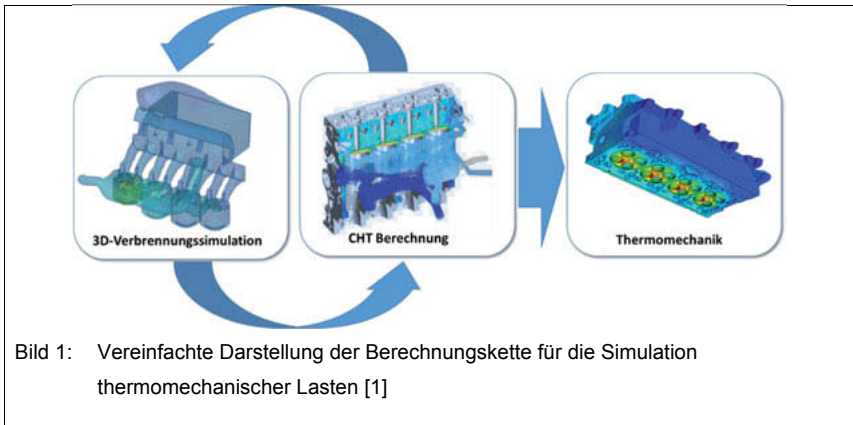 3D-Verbrennungssimulation
CHT Berechnung
Thermomechanik
Bild 1: Vereinfachte Darstellung der Berechnungskette für die Simulation
thermomechanischer Lasten [1]